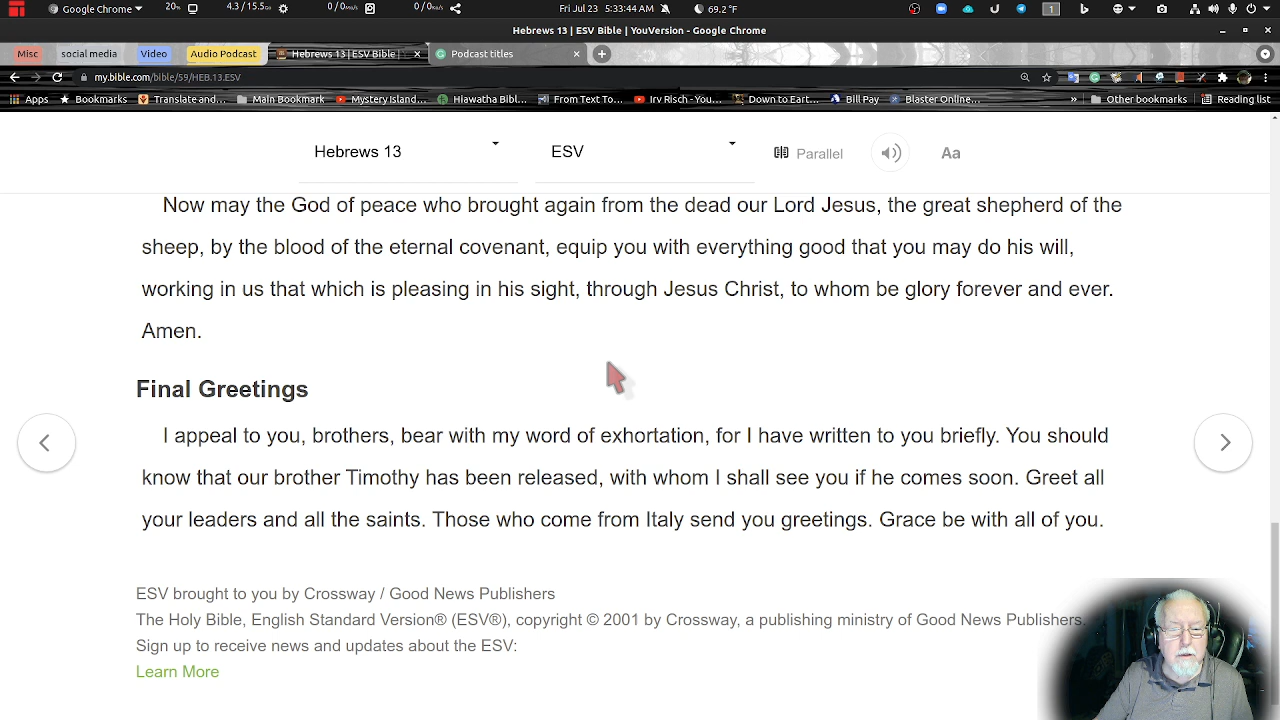 Google Chrome 20% 4.3 /15.5 0% /0% 0% /0% Fri Jul 23 5:33:44 AM 69.2 °F 1
Hebrews 13 | ESV Bible | YouVersion - Google Chrome
Misc social media Video Audio Podcast Hebrews 13 | ESV Bible | Podcast titles
my.bible.com/bible/59/HEB.13.ESV
Apps Bookmarks Translate and... Main Bookmark Mystery Island... Hiawatha Bibl... From Text To... Irv Risch - You... Down to Eart... Bill Pay Blaster Online... » Other bookmarks Reading list
Hebrews 13 ESV Parallel Aa
Now may the God of peace who brought again from the dead our Lord Jesus, the great shepherd of the
sheep, by the blood of the eternal covenant, equip you with everything good that you may do his will,
working in us that which is pleasing in his sight, through Jesus Christ, to whom be glory forever and ever.
Amen.
Final Greetings
I appeal to you, brothers, bear with my word of exhortation, for I have written to you briefly. You should
know that our brother Timothy has been released, with whom I shall see you if he comes soon. Greet all
your leaders and all the saints. Those who come from Italy send you greetings. Grace be with all of you.
ESV brought to you by Crossway / Good News Publishers
The Holy Bible, English Standard Version® (ESV®), copyright © 2001 by Crossway, a publishing ministry of Good News Publishers.
Sign up to receive news and updates about the ESV:
Learn More